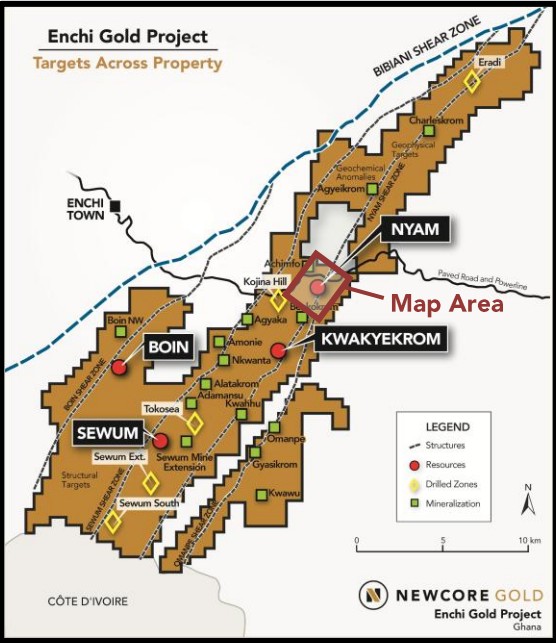 Enchi Gold Project
Targets Across Property
BIBIANI SHEAR ZONE
Eradi
Charleskrom
Geophysical
Targets
Geochemical
Anomalies
Agyeikrom
NYAM SHEAR ZONE
ENCHI
TOWN
NYAM
Achimfo
Kojina Hill
Paved Road and Powerline
Map Area
Boin NW
Agyaka
KWAKYEKROM
BOIN
Amonie
Nkwanta
BOIN SHEAR ZONE
Alatakrom
Adamansu
Tokosea
Kwahhu
SEWUM
Omanpe
Sewum Mine
Extension
Sewum Ext.
Gyasikrom
Structural
Targets
SEWUM SHEAR ZONE
Sewum South
Kwawu
LEGEND
Structures
Resources
Drilled Zones
Mineralization
N
0 5 10 km
CÔTE D'IVOIRE
N NEWCORE GOLD
Enchi Gold Project
Ghana